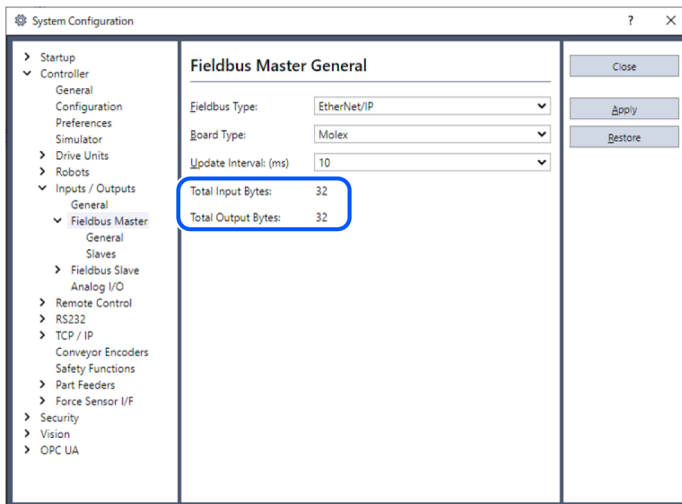 System Configuration
Startup
Controller
General
Configuration
Preferences
Simulator
Drive Units
Robots
Inputs / Outputs
General
Fieldbus Master
General
Slaves
Fieldbus Slave
Analog I/O
Remote Control
RS232
TCP / IP
Conveyor Encoders
Safety Functions
Part Feeders
Force Sensor I/F
Security
Vision
OPC UA
Fieldbus Master General
Fieldbus Type: EtherNet/IP
Board Type: Molex
Update Interval: (ms) 10
Total Input Bytes: 32
Total Output Bytes: 32
Close
Apply
Restore